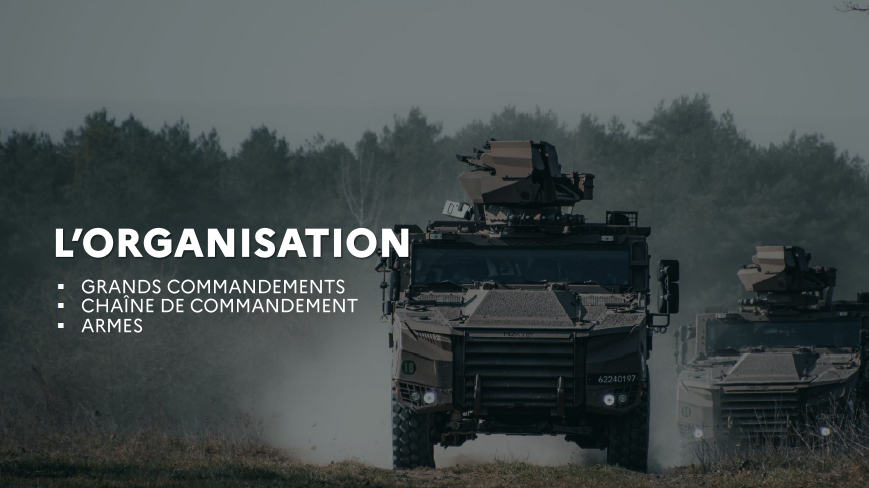 L'ORGANISATION
▪ GRANDS COMMANDEMENTS
▪ CHAÎNE DE COMMANDEMENT
▪ ARMES
62240197